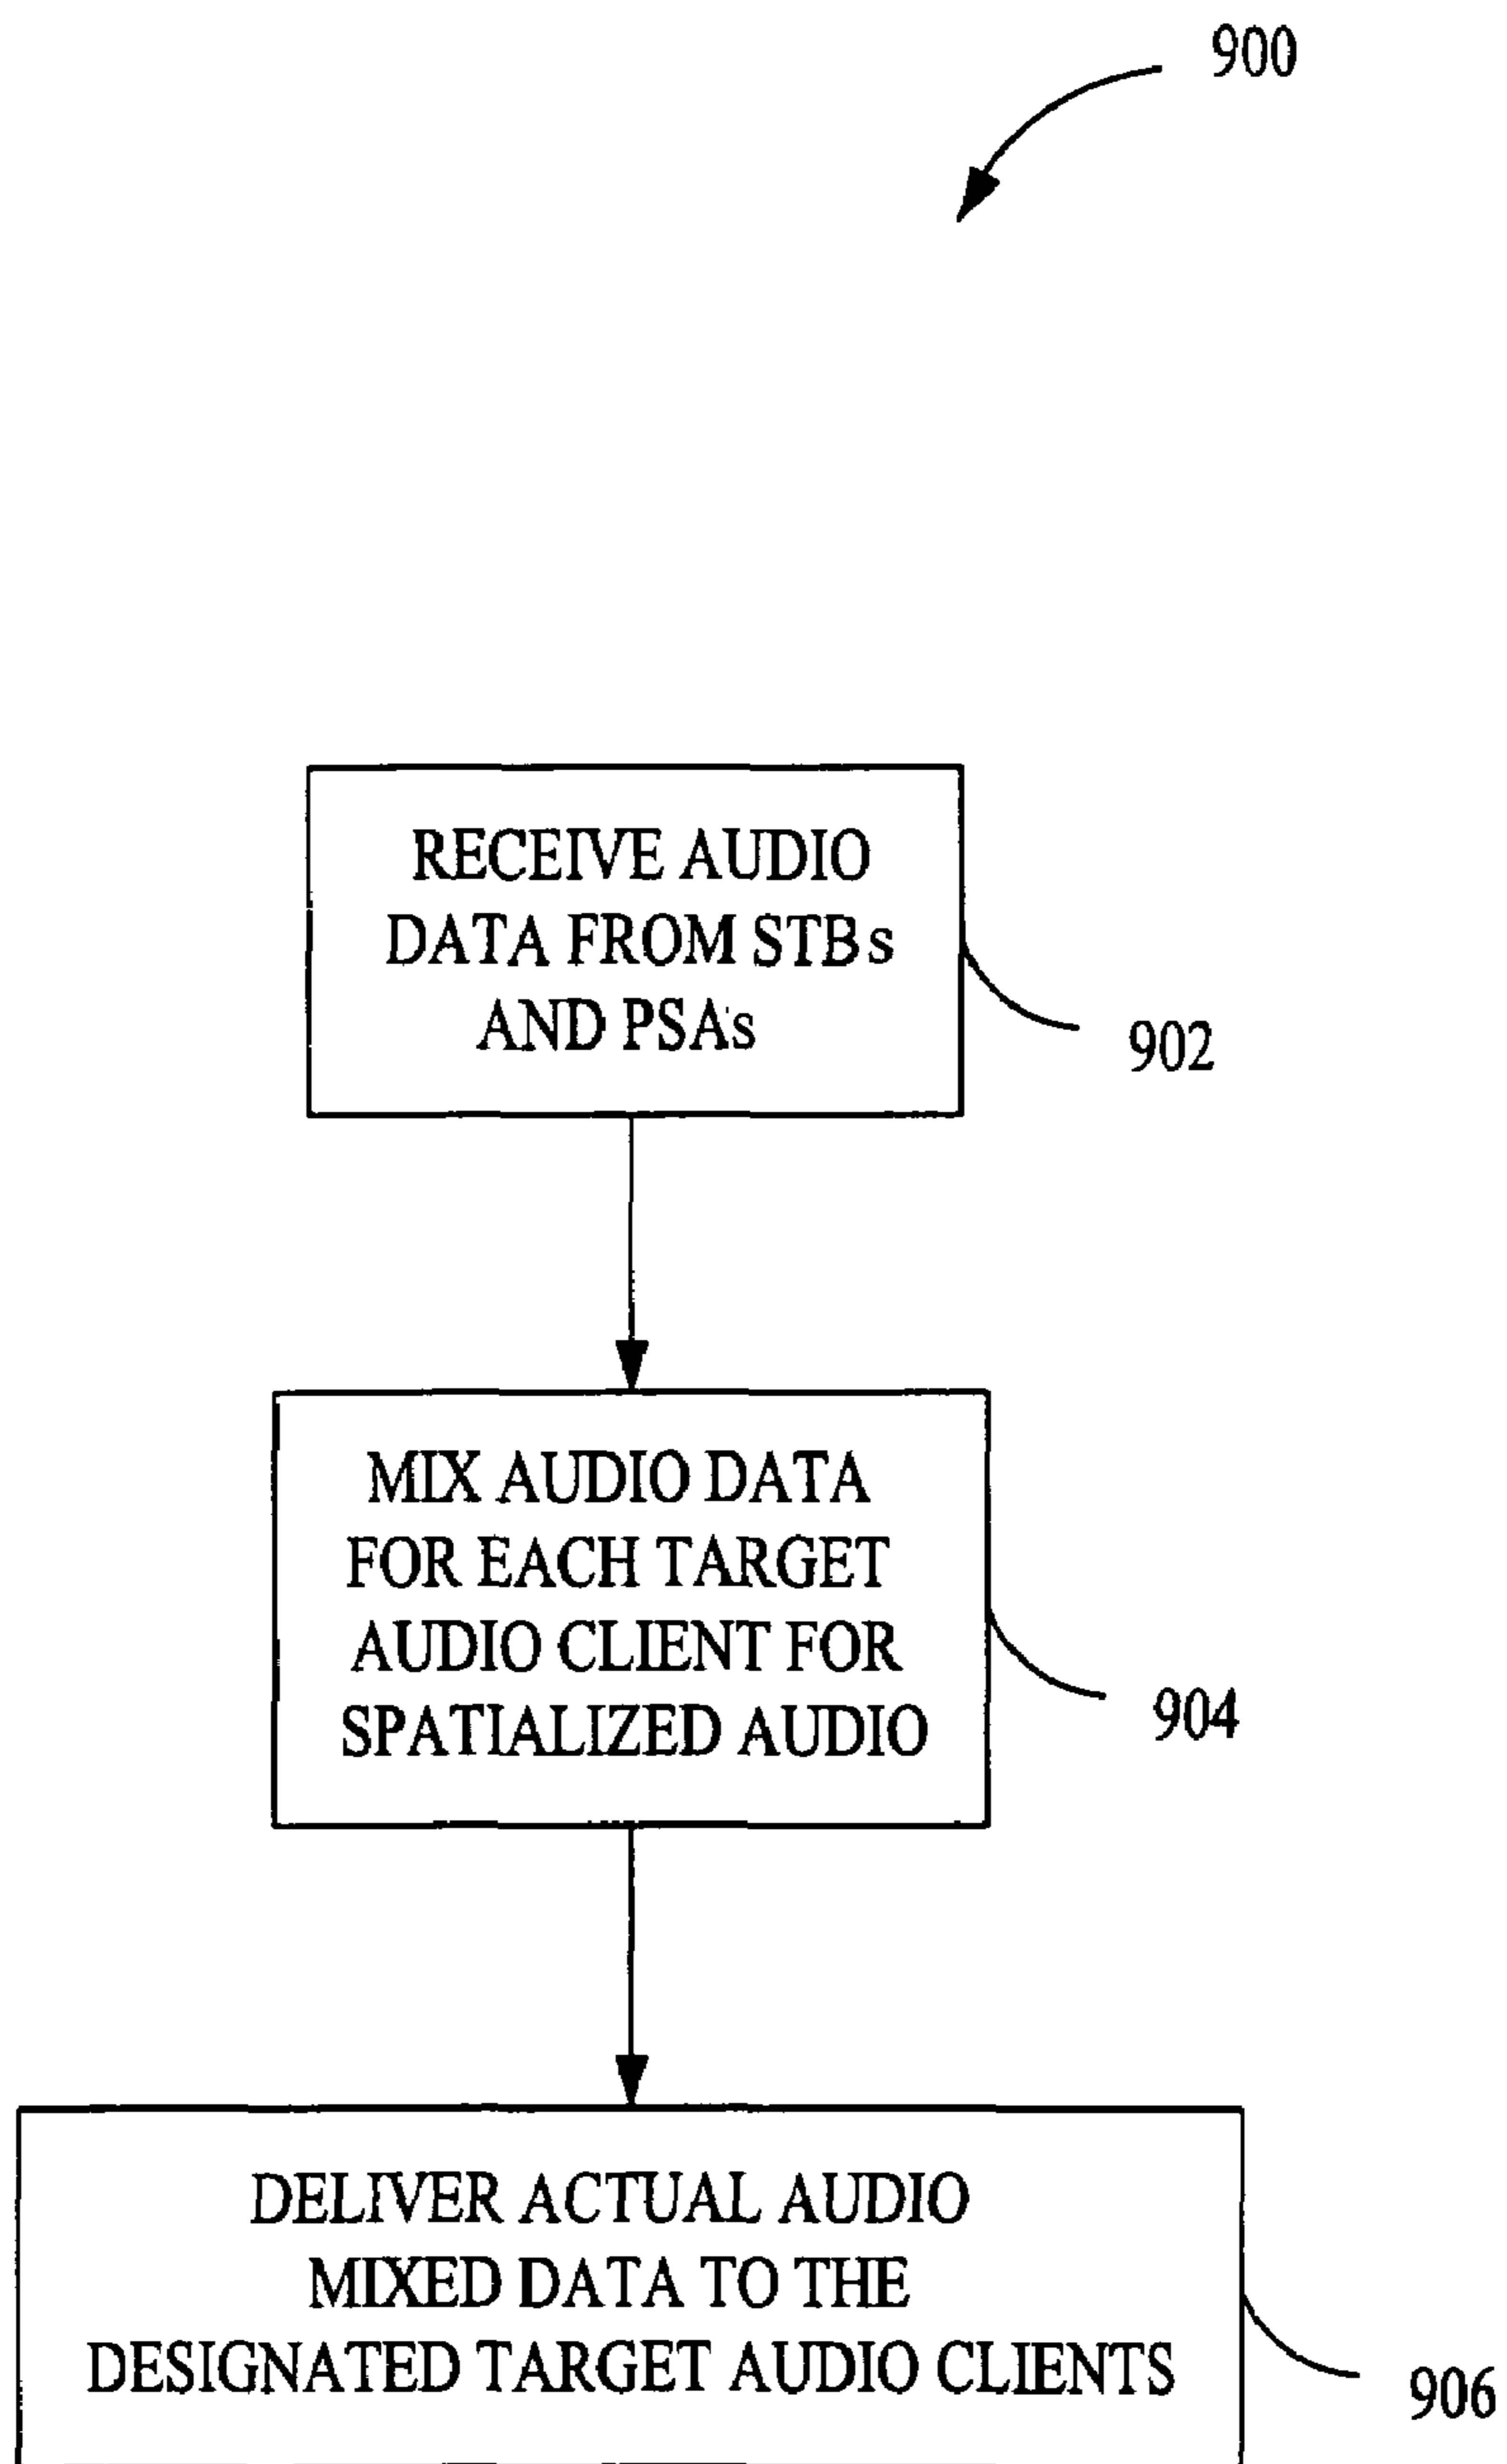 900
RECEIVE AUDIO
DATA FROM STBs
AND PSA's
902
MIX AUDIO DATA
FOR EACH TARGET
AUDIO CLIENT FOR
SPATIALIZED AUDIO
904
DELIVER ACTUAL AUDIO
MIXED DATA TO THE
DESIGNATED TARGET AUDIO CLIENTS
906